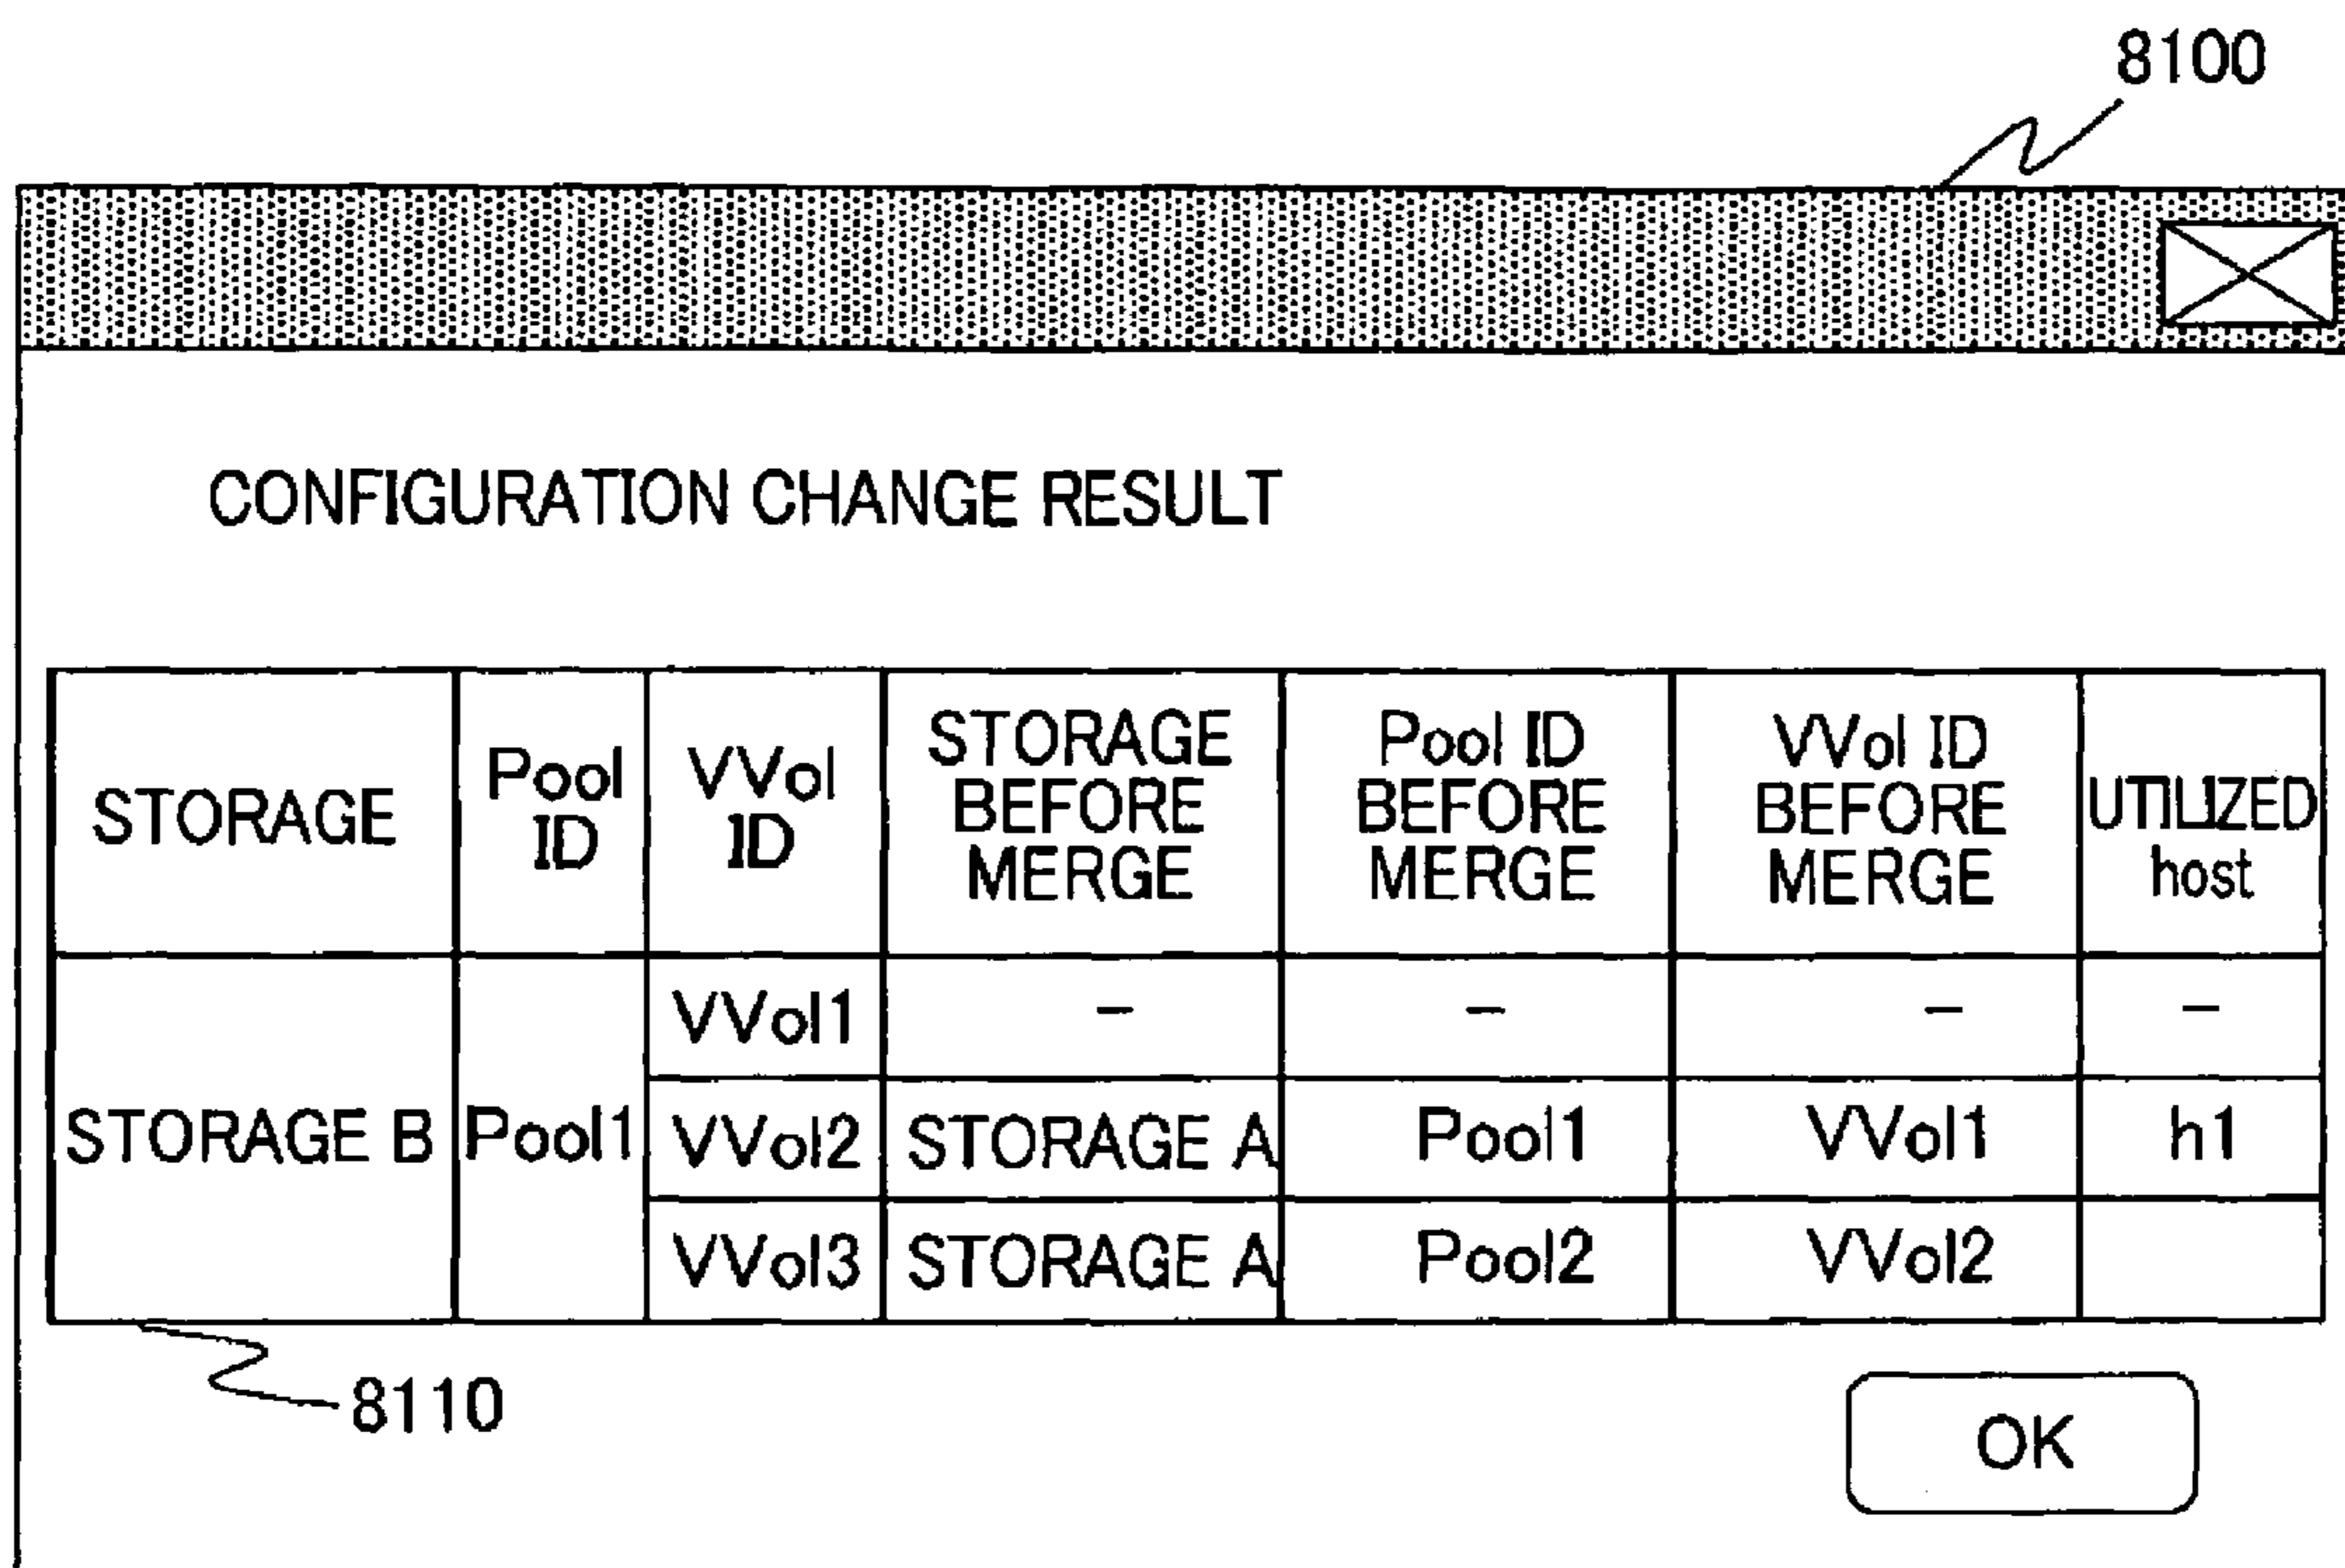 8100
CONFIGURATION CHANGE RESULT
STORAGE
Pool
ID
VVol
ID
STORAGE
BEFORE
MERGE
Pool ID
BEFORE
MERGE
VVol ID
BEFORE
MERGE
UTILIZED
host
STORAGE B
Pool1
VVol1
-
-
-
-
VVol2
STORAGE A
Pool1
VVol1
h1
VVol3
STORAGE A
Pool2
VVol2
8110
OK